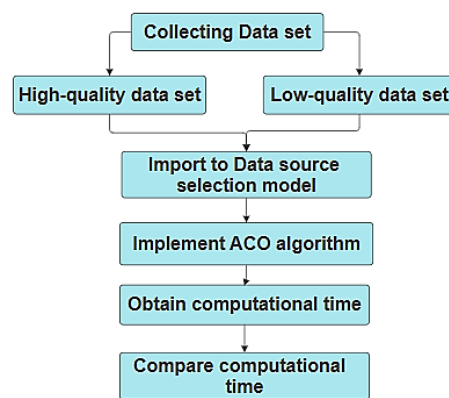 Collecting Data set
High-quality data set
Low-quality data set
Import to Data source
selection model
Implement ACO algorithm
Obtain computational time
Compare computational
time